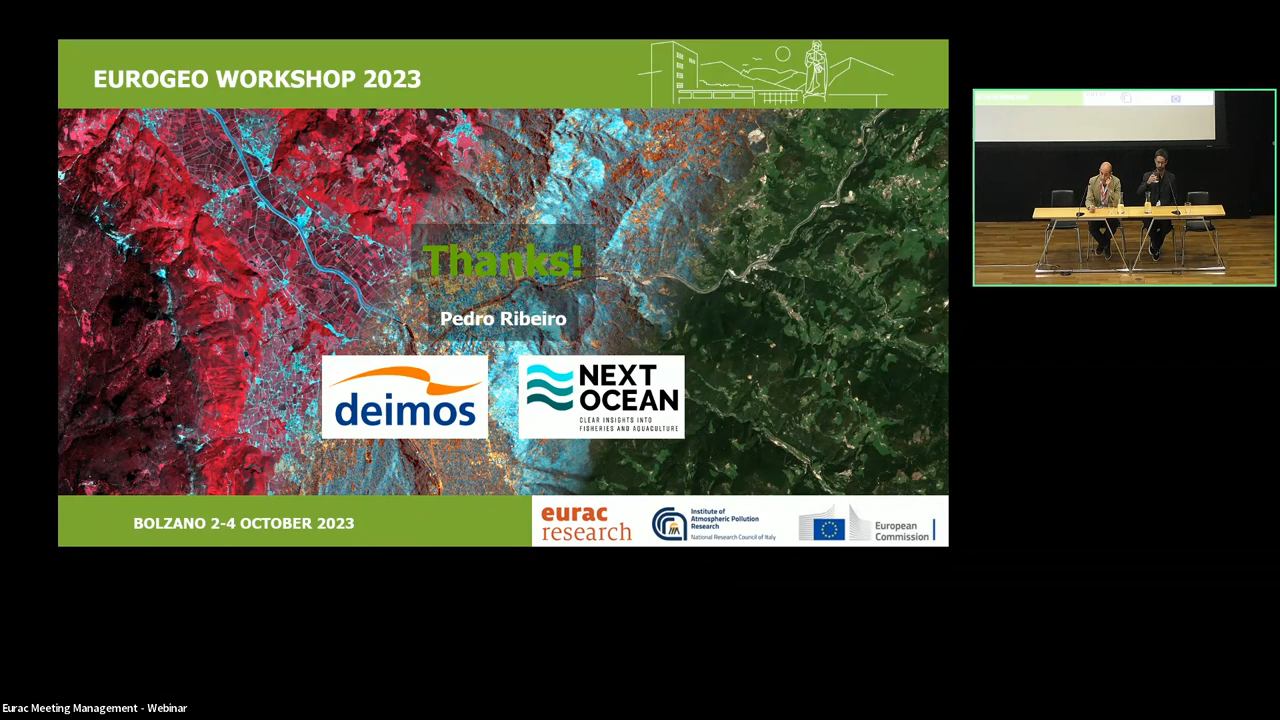 EUROGEO WORKSHOP 2023
Thanks!
Pedro Ribeiro
deimos
NEXT
OCEAN
CLEAR INSIGHTS INTO
FISHERIES AND AQUACULTURE
BOLZANO 2-4 OCTOBER 2023
eurac
research
Institute of
Atmospheric Pollution
Research
National Research Council of Italy
European
Commission
Eurac Meeting Management - Webinar